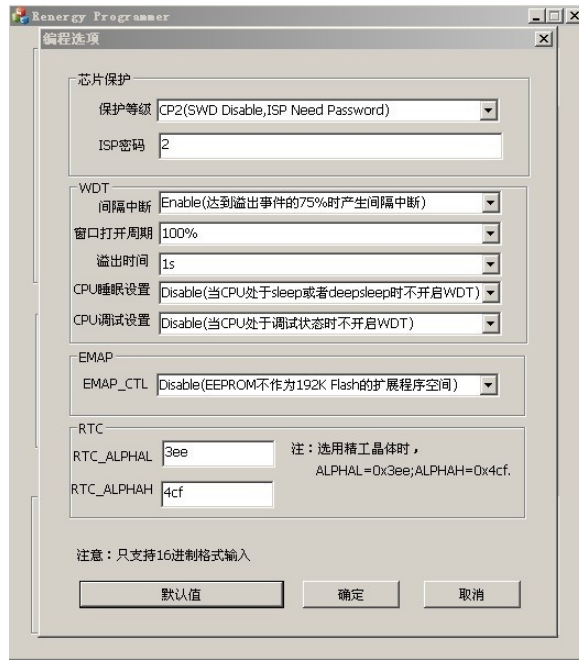 Renergy Programmer
编程选项
芯片保护
保护等级 CP2(SWD Disable,ISP Need Password)
ISP密码 2
WDT
间隔中断 Enable(达到溢出事件的75%时产生间隔中断)
窗口打开周期 100%
溢出时间 1s
CPU睡眠设置 Disable(当CPU处于sleep或者deepsleep时不开启WDT)
CPU调试设置 Disable(当CPU处于调试状态时不开启WDT)
EMAP
EMAP_CTL Disable(EEPROM不作为192K Flash的扩展程序空间)
RTC
RTC_ALPHAL 3ee
注：选用精工晶体时，
ALPHAL=0x3ee;ALPHAH=0x4cf.
RTC_ALPHAH 4cf
注意：只支持16进制格式输入
默认值 确定 取消